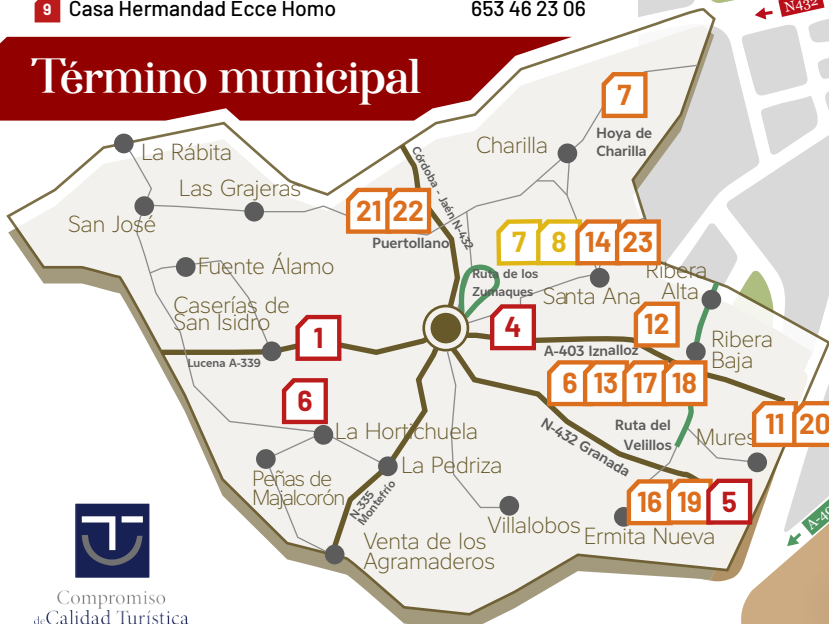 9 Casa Hermandad Ecce Homo 653 46 23 06
N432
Término municipal
7
Hoya de
Charilla
Charilla
La Rábita
Las Grajeras
San José
21 22
Puertollano
Córdoba - Jaén N-432
7 8 14 23
Ruta de los
Zumaques
Santa Ana
Ribera
Alta
Fuente Álamo
Caserías de
San Isidro
1
Lucena A-339
4
12
A-403 Iznalloz
Ribera
Baja
6 13 17 18
6
11 20
La Hortichuela
N-432 Granada
Ruta del
Velillos
Mures
La Pedriza
Peñas de
Majalcorón
N-335
Montefrío
16 19 5
Villalobos
Ermita Nueva
Venta de los
Agramaderos
Compromiso
de Calidad Turística